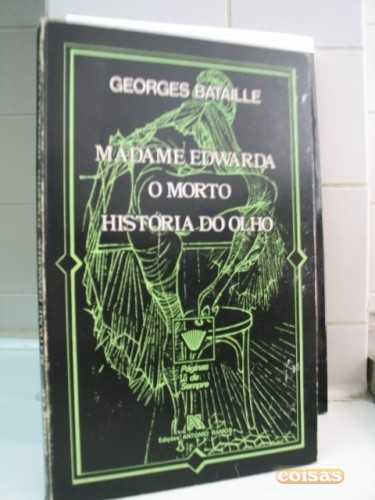 GEORGES BATAILLE
MADAME EDWARDA
O MORTO
HISTÓRIA DO OLHO
Páginas
de
Sempre
Edições ANTÓNIO RAMOS
coisas